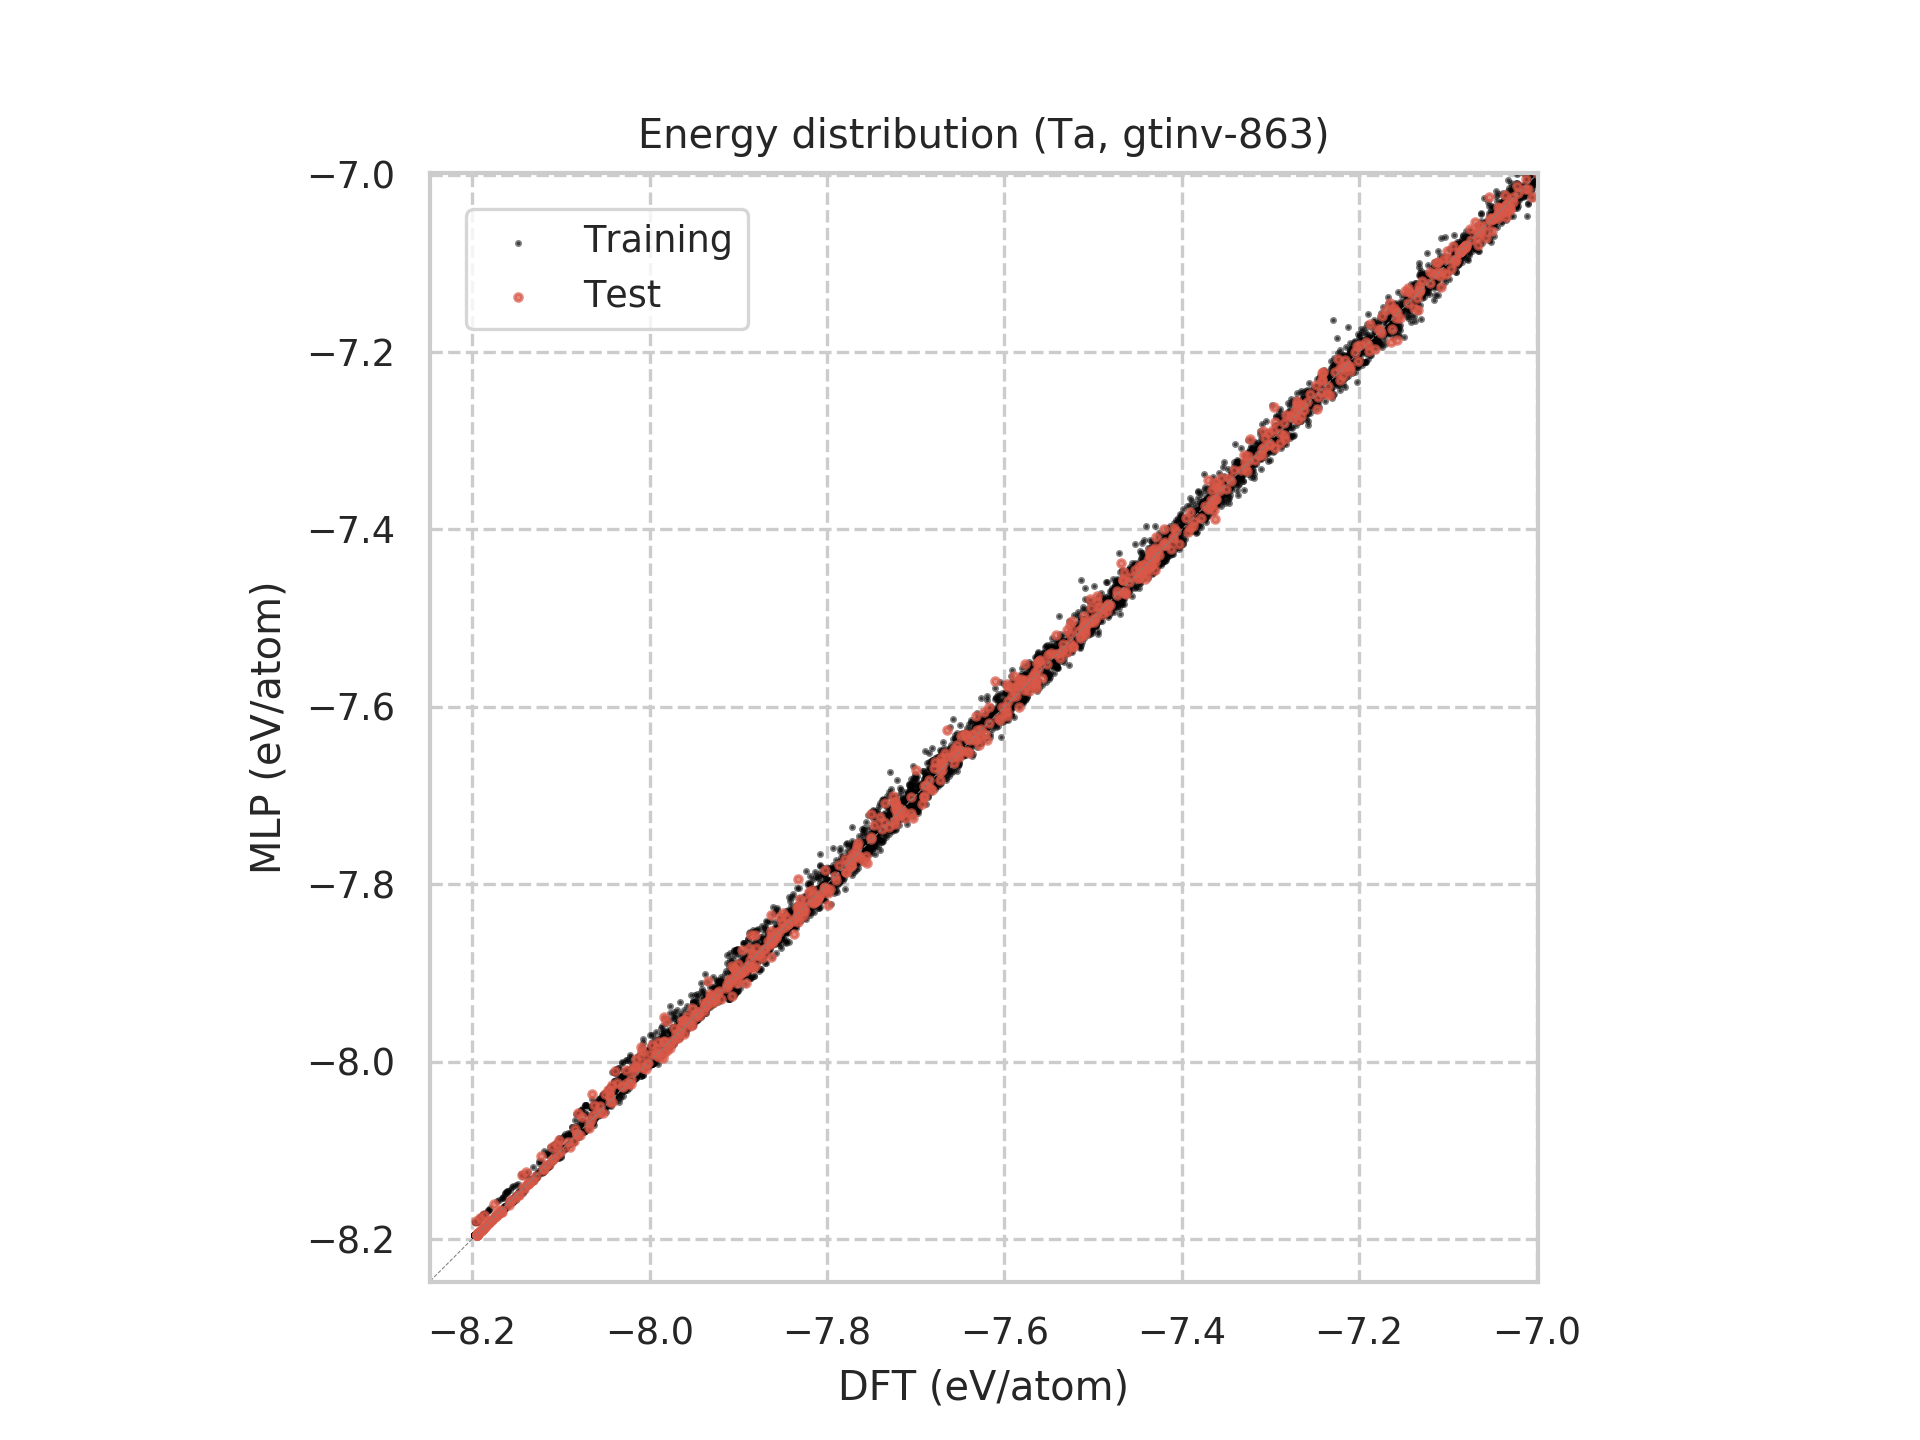 Energy distribution (Ta, gtinv-863)
−7.0
−7.2
−7.4
−7.6
−7.8
−8.0
−8.2
MLP (eV/atom)
Training
Test
−8.2 −8.0 −7.8 −7.6 −7.4 −7.2 −7.0
DFT (eV/atom)